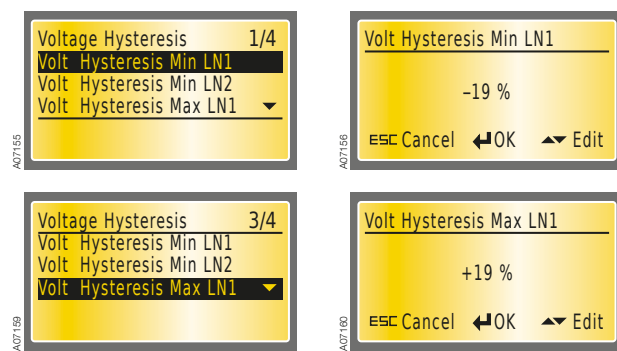 Voltage Hysteresis 1/4
Volt Hysteresis Min LN1
Volt Hysteresis Min LN2
Volt Hysteresis Max LN1
A07155
Volt Hysteresis Min LN1
–19 %
ESC Cancel OK Edit
A07156
Voltage Hysteresis 3/4
Volt Hysteresis Min LN1
Volt Hysteresis Min LN2
Volt Hysteresis Max LN1
A07159
Volt Hysteresis Max LN1
+19 %
ESC Cancel OK Edit
A07160